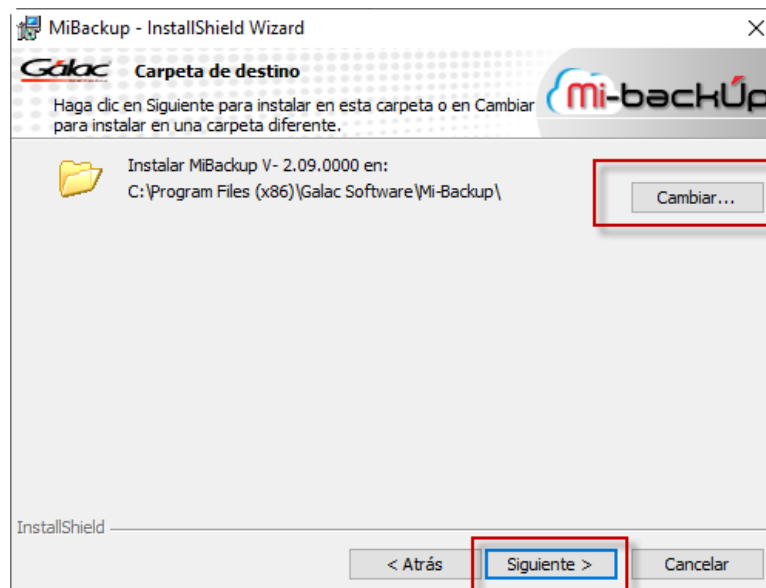 MiBackup - InstallShield Wizard
Gálac
Carpeta de destino
Haga clic en Siguiente para instalar en esta carpeta o en Cambiar
para instalar en una carpeta diferente.
Mi-backÚp
Instalar MiBackup V- 2.09.0000 en:
C:\Program Files (x86)\Galac Software\Mi-Backup\
Cambiar...
InstallShield
< Atrás
Siguiente >
Cancelar